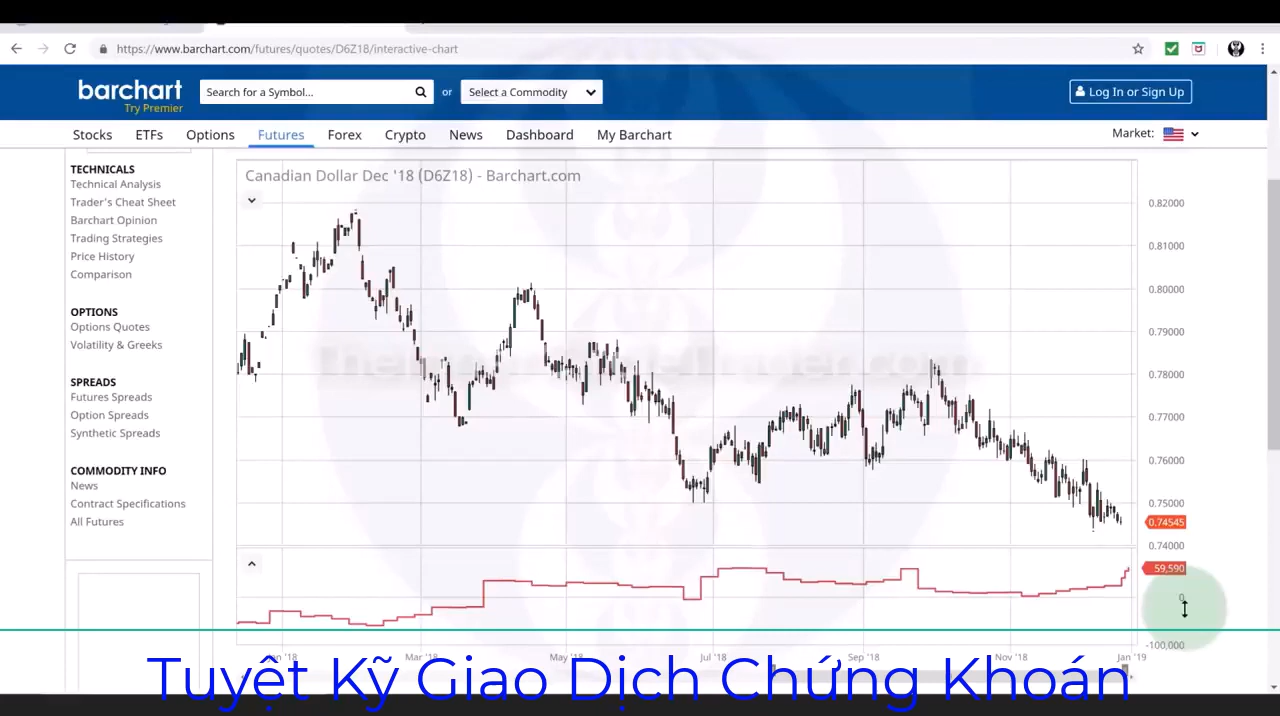 https://www.barchart.com/futures/quotes/D6Z18/interactive-chart
barchart
Try Premier
Search for a Symbol...
or
Select a Commodity
Log In or Sign Up
Stocks
ETFs
Options
Futures
Forex
Crypto
News
Dashboard
My Barchart
Market:
TECHNICALS
Technical Analysis
Trader's Cheat Sheet
Barchart Opinion
Trading Strategies
Price History
Comparison
OPTIONS
Options Quotes
Volatility & Greeks
SPREADS
Futures Spreads
Option Spreads
Synthetic Spreads
COMMODITY INFO
News
Contract Specifications
All Futures
Canadian Dollar Dec '18 (D6Z18) - Barchart.com
0.82000
0.81000
0.80000
0.79000
0.78000
0.77000
0.76000
0.75000
0.74545
0.74000
59,590
0
-100,000
Mar '18
May '18
Jul '18
Sep '18
Nov '18
Jan '19
Tuyệt Kỹ Giao Dịch Chứng Khoán